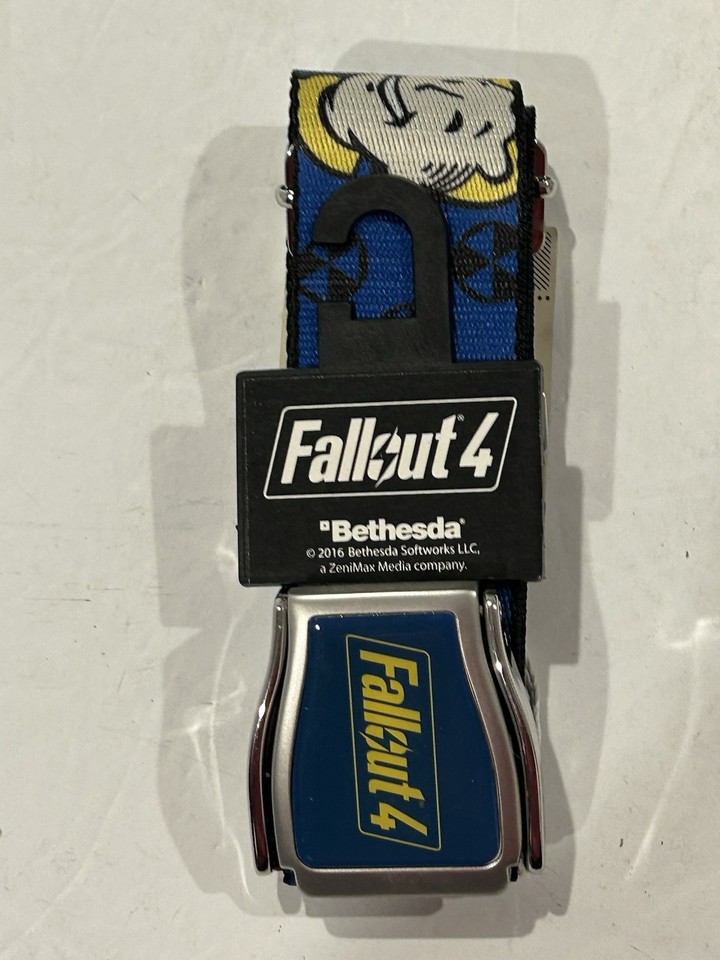 Fallout® 4
Bethesda®
© 2016 Bethesda Softworks LLC,
a ZeniMax Media company.
Fallout 4